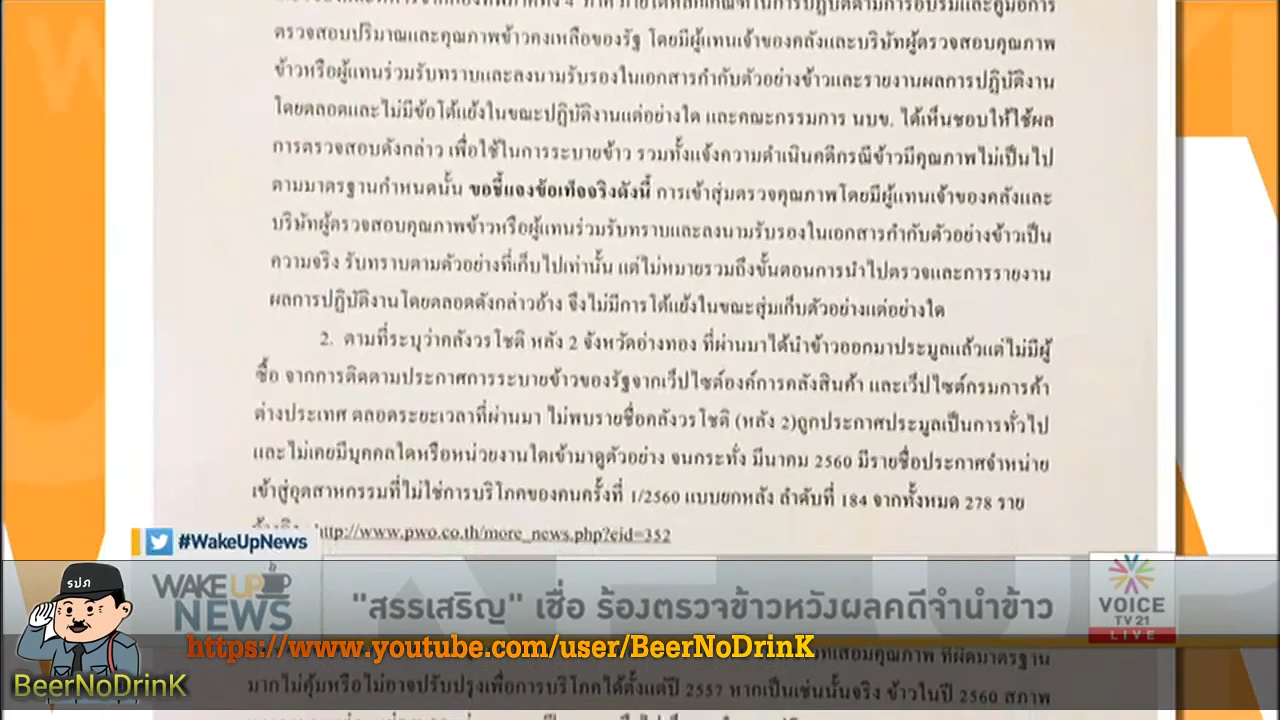 ตรวจสอบปริมาณและคุณภาพข้าวคงเหลือของรัฐ โดยมีผู้แทนเจ้าของคลังและบริษัทผู้ตรวจสอบคุณภาพ
ข้าวหรือผู้แทนร่วมรับทราบและลงนามรับรองในเอกสารกำกับตัวอย่างข้าวและรายงานผลการปฏิบัติงาน
โดยตลอดและไม่มีข้อโต้แย้งในขณะปฏิบัติงานแต่อย่างใด และคณะกรรมการ นบข. ได้เห็นชอบให้ใช้ผล
การตรวจสอบดังกล่าว เพื่อใช้ในการระบายข้าว รวมทั้งแจ้งความดำเนินคดีกรณีข้าวมีคุณภาพไม่เป็นไป
ตามมาตรฐานกำหนดนั้น ขอชี้แจงข้อเท็จจริงดังนี้ การเข้าสุ่มตรวจคุณภาพโดยมีผู้แทนเจ้าของคลังและ
บริษัทผู้ตรวจสอบคุณภาพข้าวหรือผู้แทนร่วมรับทราบและลงนามรับรองในเอกสารกำกับตัวอย่างข้าวเป็น
ความจริง รับทราบตามตัวอย่างที่เก็บไปเท่านั้น แต่ไม่หมายรวมถึงขั้นตอนการนำไปตรวจและการรายงาน
ผลการปฏิบัติงานโดยตลอดดังกล่าวอ้าง จึงไม่มีการโต้แย้งในขณะสุ่มเก็บตัวอย่างแต่อย่างใด
2. ตามที่ระบุว่าคลังวรโชติ หลัง 2 จังหวัดอ่างทอง ที่ผ่านมาได้นำข้าวออกมาประมูลแล้วแต่ไม่มีผู้
ซื้อ จากการติดตามประกาศการระบายข้าวของรัฐจากเว็ปไซต์องค์การคลังสินค้า และเว็ปไซต์กรมการค้า
ต่างประเทศ ตลอดระยะเวลาที่ผ่านมา ไม่พบรายชื่อคลังวรโชติ (หลัง 2)ถูกประกาศประมูลเป็นการทั่วไป
และไม่เคยมีบุคคลใดหรือหน่วยงานใดเข้ามาดูตัวอย่าง จนกระทั่ง มีนาคม 2560 มีรายชื่อประกาศจำหน่าย
เข้าสู่อุตสาหกรรมที่ไม่ใช่การบริโภคของคนครั้งที่ 1/2560 แบบยกหลัง ลำดับที่ 184 จากทั้งหมด 278 ราย
http://www.pwo.co.th/more_news.php?eid=352
#WakeUpNews
WAKE UP
NEWS
"สรรเสริญ" เชื่อ ร้องตรวจข้าวหวังผลคดีจำนำข้าว
VOICE
TV 21
LIVE
รปภ
https://www.youtube.com/user/BeerNoDrinK
BeerNoDrinK
คุณภาพ ที่ผิดมาตรฐาน
มากไม่คุ้มหรือไม่อาจปรับปรุงเพื่อการบริโภคได้ตั้งแต่ปี 2557 หากเป็นเช่นนั้นจริง ข้าวในปี 2560 สภาพ